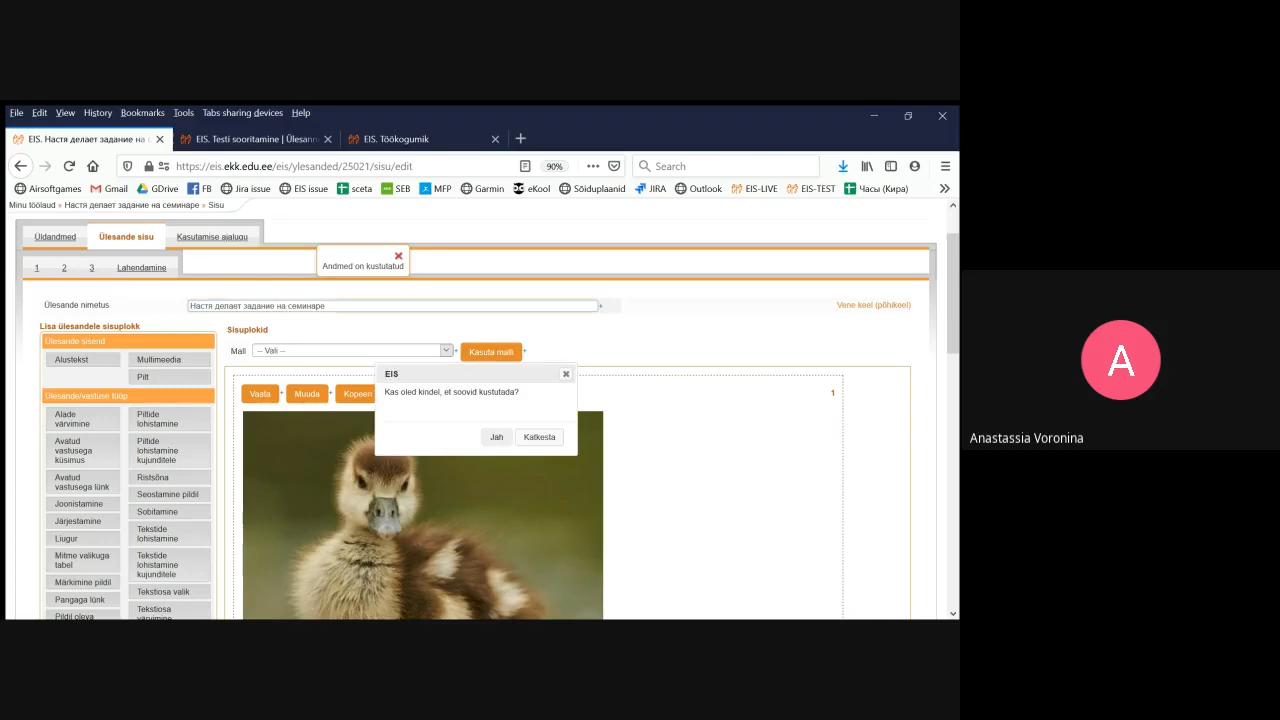 File Edit View History Bookmarks Tools Tabs sharing devices Help
EIS. Настя делает задание на с
EIS. Testi sooritamine | Ülesann
EIS. Töökogumik
https://eis.ekk.edu.ee/eis/ylesanded/25021/sisu/edit
90%
Search
Airsoftgames Gmail GDrive FB Jira issue EIS issue sceta SEB MFP Garmin eKool Sõiduplaanid JIRA Outlook EIS-LIVE EIS-TEST Часы (Кира)
Minu töölaud » Настя делает задание на семинаре » Sisu
Üldandmed Ülesande sisu Kasutamise ajalugu
1 2 3 Lahendamine
Andmed on kustutatud
Ülesande nimetus
Настя делает задание на семинаре
Vene keel (põhikeel)
Lisa ülesandele sisuplokk
Ülesande sisend
Alustekst
Multimeedia
Pilt
Ülesande/vastuse tüüp
Alade
värvimine
Piltide
lohistamine
Avatud
vastusega
küsimus
Piltide
lohistamine
kujunditele
Avatud
vastusega lünk
Ristsõna
Seostamine pildil
Joonistamine
Sobitamine
Järjestamine
Tekstide
lohistamine
Liugur
Mitme valikuga
tabel
Tekstide
lohistamine
kujunditele
Märkimine pildil
Tekstiosa valik
Pangaga lünk
Tekstiosa
värvimine
Pildil oleva
Sisuplokid
Mall
-- Vali --
Kasuta malli
Vaata
Muuda
Kopeeri
1
EIS
Kas oled kindel, et soovid kustutada?
Jah
Katkesta
A
Anastassia Voronina